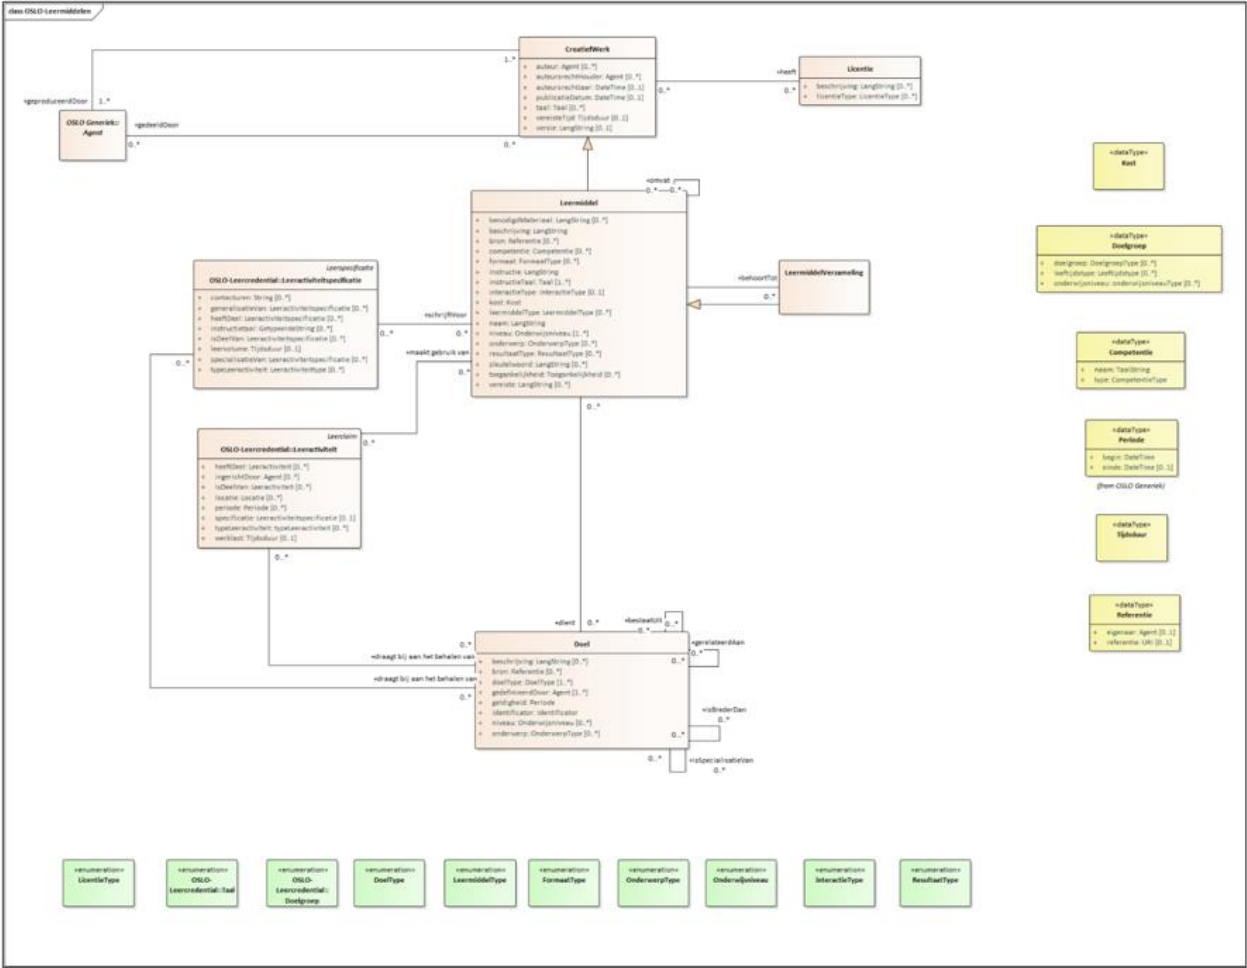 class OSLO-Leermiddelen
CreatiefWerk
+ auteur: Agent [0..*]
+ auteursrechtHouder: Agent [0..*]
+ auteursrechtJaar: DateTime [0..1]
+ publicatieDatum: DateTime [0..1]
+ taal: Taal [0..*]
+ vereisteTijd: Tijdsduur [0..1]
+ versie: LangString [0..1]
1..*
+heeft
0..*
0..*
Licentie
+ beschrijving: LangString [0..*]
+ licentieType: LicentieType [0..*]
+geproduceerdDoor
1..*
OSLO Generiek::
Agent
+gedeeldDoor
0..*
0..*
«dataType»
Kost
+omvat
0..*
0..*
Leermiddel
+ benodigdMateriaal: LangString [0..*]
+ beschrijving: LangString
+ bron: Referentie [0..*]
+ competentie: Competentie [0..*]
+ formaat: FormaatType [0..*]
+ instructie: LangString
+ instructieTaal: Taal [1..*]
+ interactieType: InteractieType [0..1]
+ kost: Kost
+ leermiddelType: LeermiddelType [0..*]
+ naam: LangString
+ niveau: Onderwijsniveau [1..*]
+ onderwerp: OnderwerpType [0..*]
+ resultaatType: ResultaatType [0..*]
+ sleutelwoord: LangString [0..*]
+ toegankelijkheid: Toegankelijkheid [0..*]
+ vereiste: LangString [0..*]
+behoortTot
0..*
LeermiddelVerzameling
«dataType»
Doelgroep
+ doelgroep: DoelgroepType [0..*]
+ leeftijdstype: Leeftijdstype [0..*]
+ onderwijsniveau: onderwijsniveauType [0..*]
Leerspecificatie
OSLO-Leercredential::Leeractiviteitspecificatie
+ contacturen: String [0..*]
+ generalisatieVan: Leeractiviteitspecificatie [0..*]
+ heeftDeel: Leeractiviteitspecificatie [0..*]
+ instructietaal: GetypeerdeString [0..*]
+ isDeelVan: Leeractiviteitspecificatie [0..*]
+ leervolume: Tijdsduur [0..1]
+ specialisatieVan: Leeractiviteitspecificatie [0..*]
+ typeLeeractiviteit: Leeractiviteittype [0..*]
+schrijftVoor
0..*
0..*
+maakt gebruik van
0..*
0..*
«dataType»
Competentie
+ naam: TaalString
+ type: CompetentieType
0..*
Leerclaim
OSLO-Leercredential::Leeractiviteit
+ heeftDeel: Leeractiviteit [0..*]
+ ingerichtDoor: Agent [0..*]
+ isDeelVan: Leeractiviteit [0..*]
+ locatie: Locatie [0..*]
+ periode: Periode [0..*]
+ specificatie: Leeractiviteitspecificatie [0..1]
+ typeLeeractiviteit: typeLeeractiviteit [0..*]
+ werklast: Tijdsduur [0..1]
0..*
0..*
0..*
«dataType»
Periode
+ begin: DateTime
+ einde: DateTime [0..1]
(from OSLO Generiek)
«dataType»
Tijdsduur
«dataType»
Referentie
+ eigenaar: Agent [0..1]
+ referentie: URI [0..1]
+dient
0..*
+bestaatUit
0..*
0..*
Doel
+ beschrijving: LangString [0..*]
+ bron: Referentie [0..*]
+ doelType: DoelType [1..*]
+ gedefinieerdDoor: Agent [1..*]
+ geldigheid: Periode
+ identificator: Identificator
+ niveau: Onderwijsniveau [0..*]
+ onderwerp: OnderwerpType [0..*]
+gerelateerdAan
0..*
0..*
0..*
+draagt bij aan het behalen van
+draagt bij aan het behalen van
0..*
+isBrederDan
0..*
0..*
0..*
+isSpecialisatieVan
0..*
«enumeration»
LicentieType
«enumeration»
OSLO-
Leercredential::Taal
«enumeration»
OSLO-
Leercredential::
Doelgroep
«enumeration»
DoelType
«enumeration»
LeermiddelType
«enumeration»
FormaatType
«enumeration»
OnderwerpType
«enumeration»
Onderwijsniveau
«enumeration»
InteractieType
«enumeration»
ResultaatType